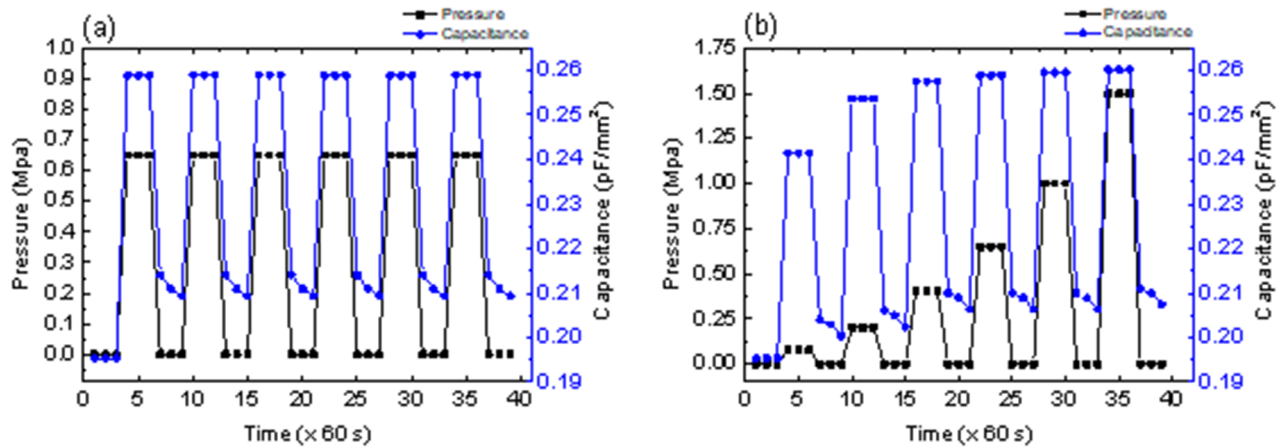 (a)
Pressure
Capacitance
1.0
0.9
0.8
0.7
0.6
0.5
0.4
0.3
0.2
0.1
0.0
Pressure (Mpa)
0.26
0.25
0.24
0.23
0.22
0.21
0.20
0.19
Capacitance (pF/mm²)
0 5 10 15 20 25 30 35 40
Time (x 60 s)
(b)
Pressure
Capacitance
1.75
1.50
1.25
1.00
0.75
0.50
0.25
0.00
Pressure (Mpa)
0.26
0.25
0.24
0.23
0.22
0.21
0.20
0.19
Capacitance (pF/mm²)
0 5 10 15 20 25 30 35 40
Time (x 60 s)